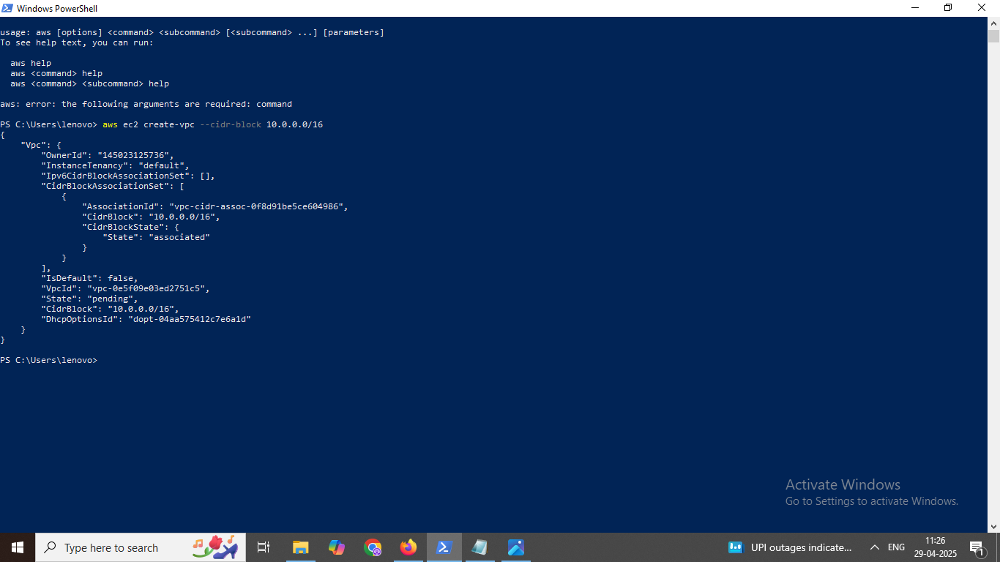 Windows PowerShell
usage: aws [options] <command> <subcommand> [<subcommand> ...] [parameters]
To see help text, you can run:
aws help
aws <command> help
aws <command> <subcommand> help
aws: error: the following arguments are required: command
PS C:\Users\lenovo> aws ec2 create-vpc --cidr-block 10.0.0.0/16
{
    "Vpc": {
        "OwnerId": "145023125736",
        "InstanceTenancy": "default",
        "Ipv6CidrBlockAssociationSet": [],
        "CidrBlockAssociationSet": [
            {
                "AssociationId": "vpc-cidr-assoc-0f8d91be5ce604986",
                "CidrBlock": "10.0.0.0/16",
                "CidrBlockState": {
                    "State": "associated"
                }
            }
        ],
        "IsDefault": false,
        "VpcId": "vpc-0e5f09e03ed2751c5",
        "State": "pending",
        "CidrBlock": "10.0.0.0/16",
        "DhcpOptionsId": "dopt-04aa575412c7e6a1d"
    }
}
PS C:\Users\lenovo>
Activate Windows
Go to Settings to activate Windows.
Type here to search
UPI outages indicate...
ENG
11:26
29-04-2025
1